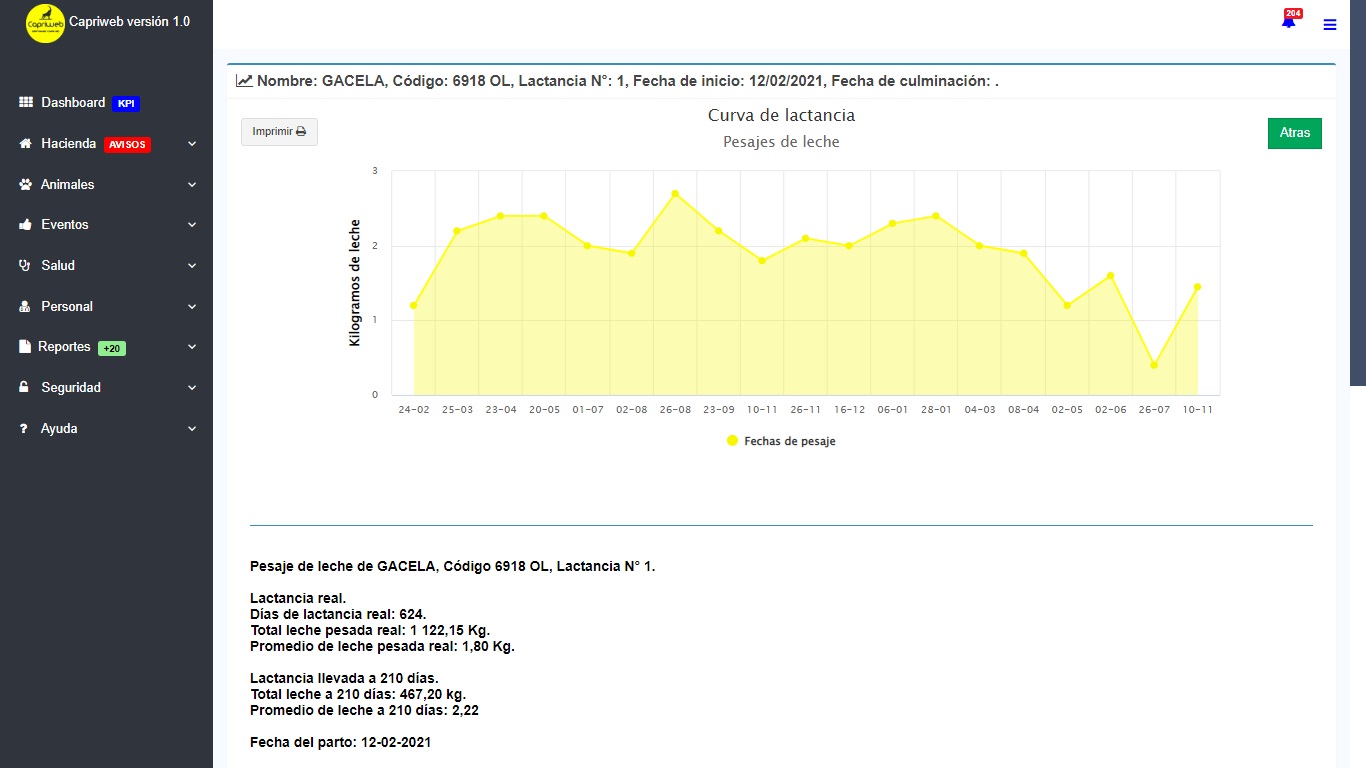 Capriweb
Capriweb versión 1.0
204
Dashboard KPI
Hacienda AVISOS
Animales
Eventos
Salud
Personal
Reportes +20
Seguridad
Ayuda
Nombre: GACELA, Código: 6918 OL, Lactancia N°: 1, Fecha de inicio: 12/02/2021, Fecha de culminación: .
Imprimir
Curva de lactancia
Pesajes de leche
Atras
Kilogramos de leche
3
2
1
0
24-02 25-03 23-04 20-05 01-07 02-08 26-08 23-09 10-11 26-11 16-12 06-01 28-01 04-03 08-04 02-05 02-06 26-07 10-11
Fechas de pesaje
Pesaje de leche de GACELA, Código 6918 OL, Lactancia N° 1.
Lactancia real.
Días de lactancia real: 624.
Total leche pesada real: 1 122,15 Kg.
Promedio de leche pesada real: 1,80 Kg.
Lactancia llevada a 210 días.
Total leche a 210 días: 467,20 kg.
Promedio de leche a 210 días: 2,22
Fecha del parto: 12-02-2021